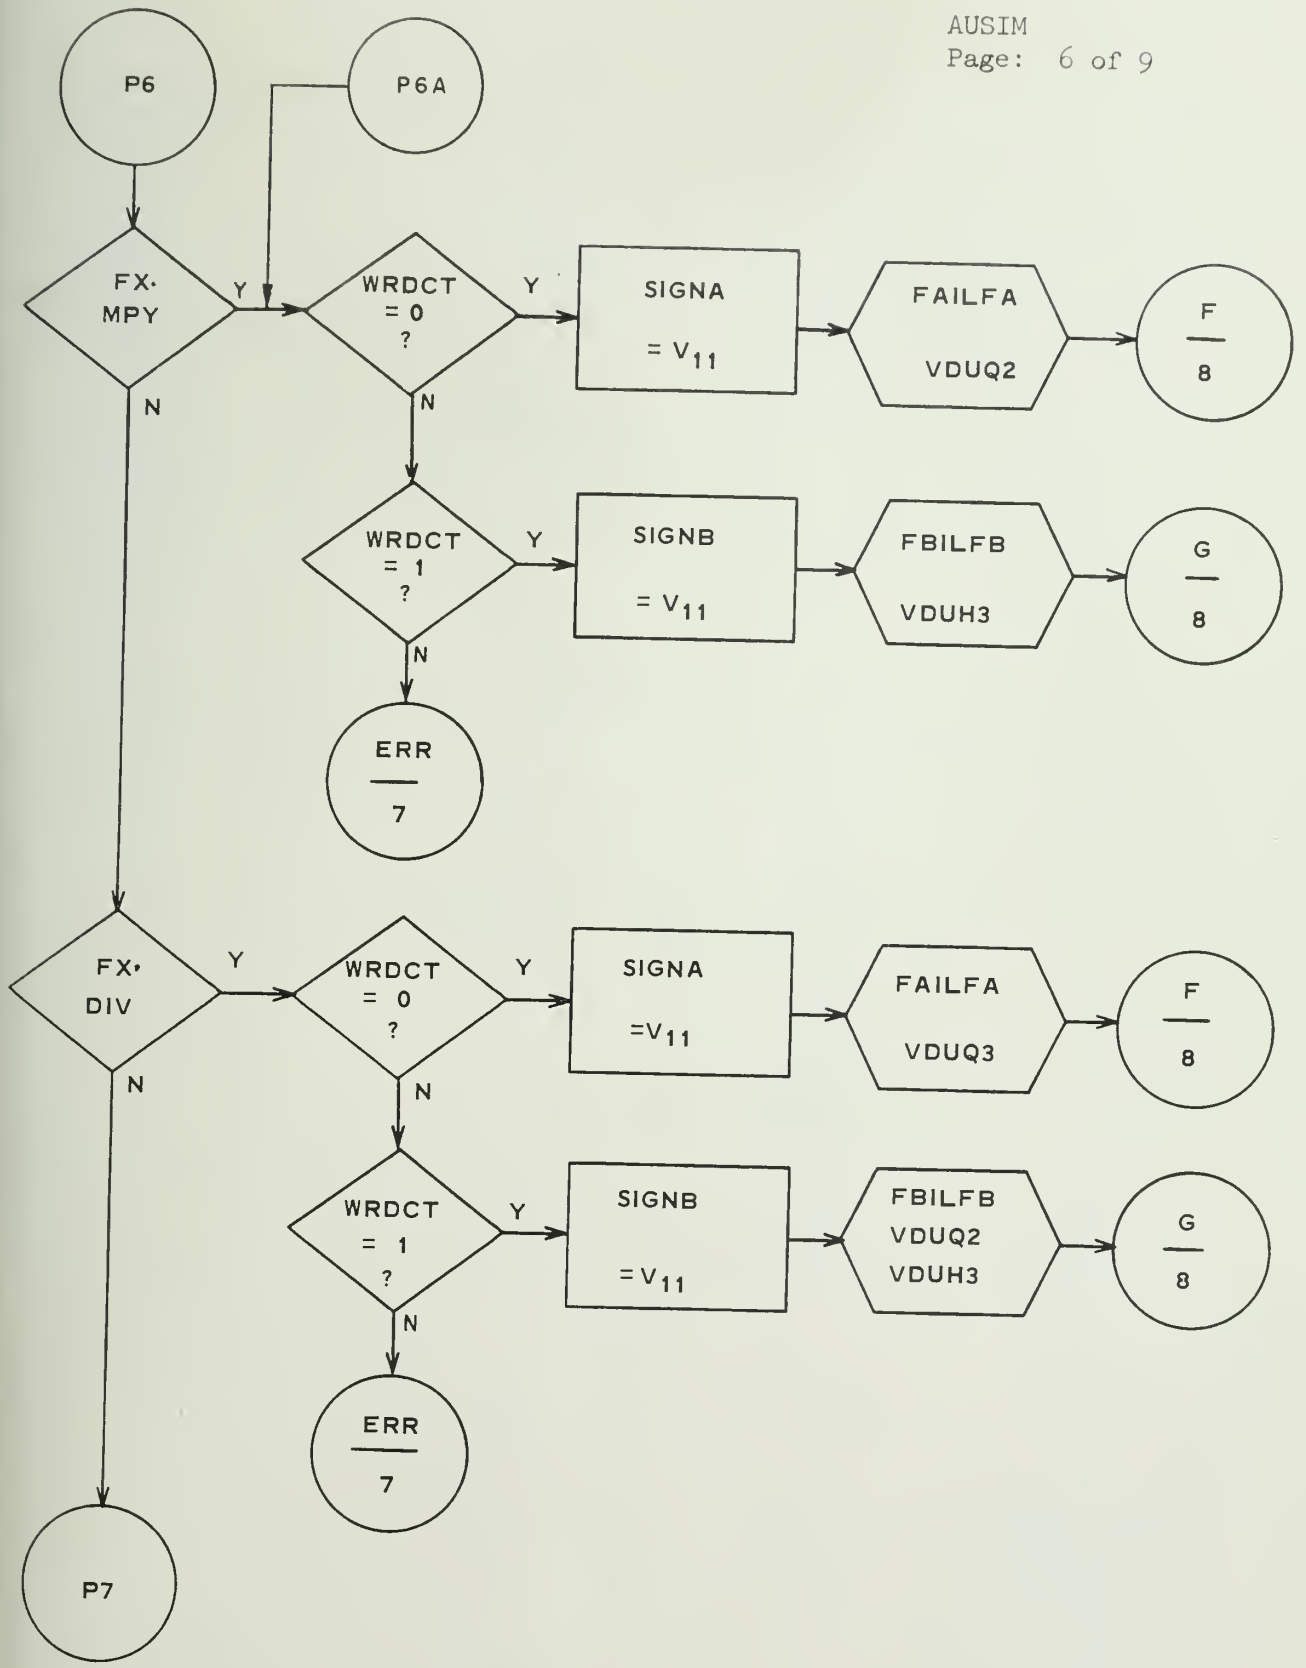 AUSIM
Page: 6 of 9
P6
P6A
FX.
MPY
Y
N
WRDCT
= 0
?
Y
N
SIGNA
= V11
FAILFA
VDUQ2
F
8
WRDCT
= 1
?
Y
N
SIGNB
= V11
FBILFB
VDUH3
G
8
ERR
7
FX.
DIV
Y
N
WRDCT
= 0
?
Y
N
SIGNA
=V11
FAILFA
VDUQ3
F
8
WRDCT
= 1
?
Y
N
SIGNB
=V11
FBILFB
VDUQ2
VDUH3
G
8
ERR
7
P7